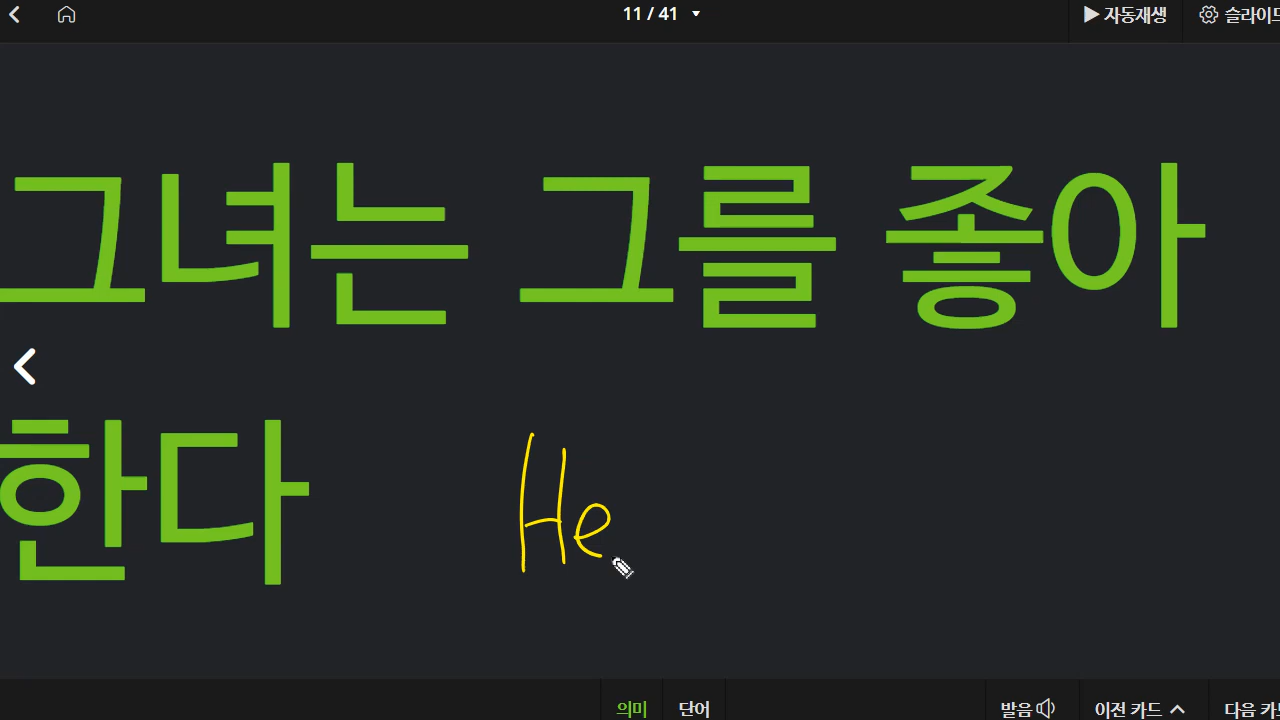 11 / 41
▶ 자동재생
슬라이드
그녀는 그를 좋아
한다
He
의미
단어
발음
이전 카드
다음 카